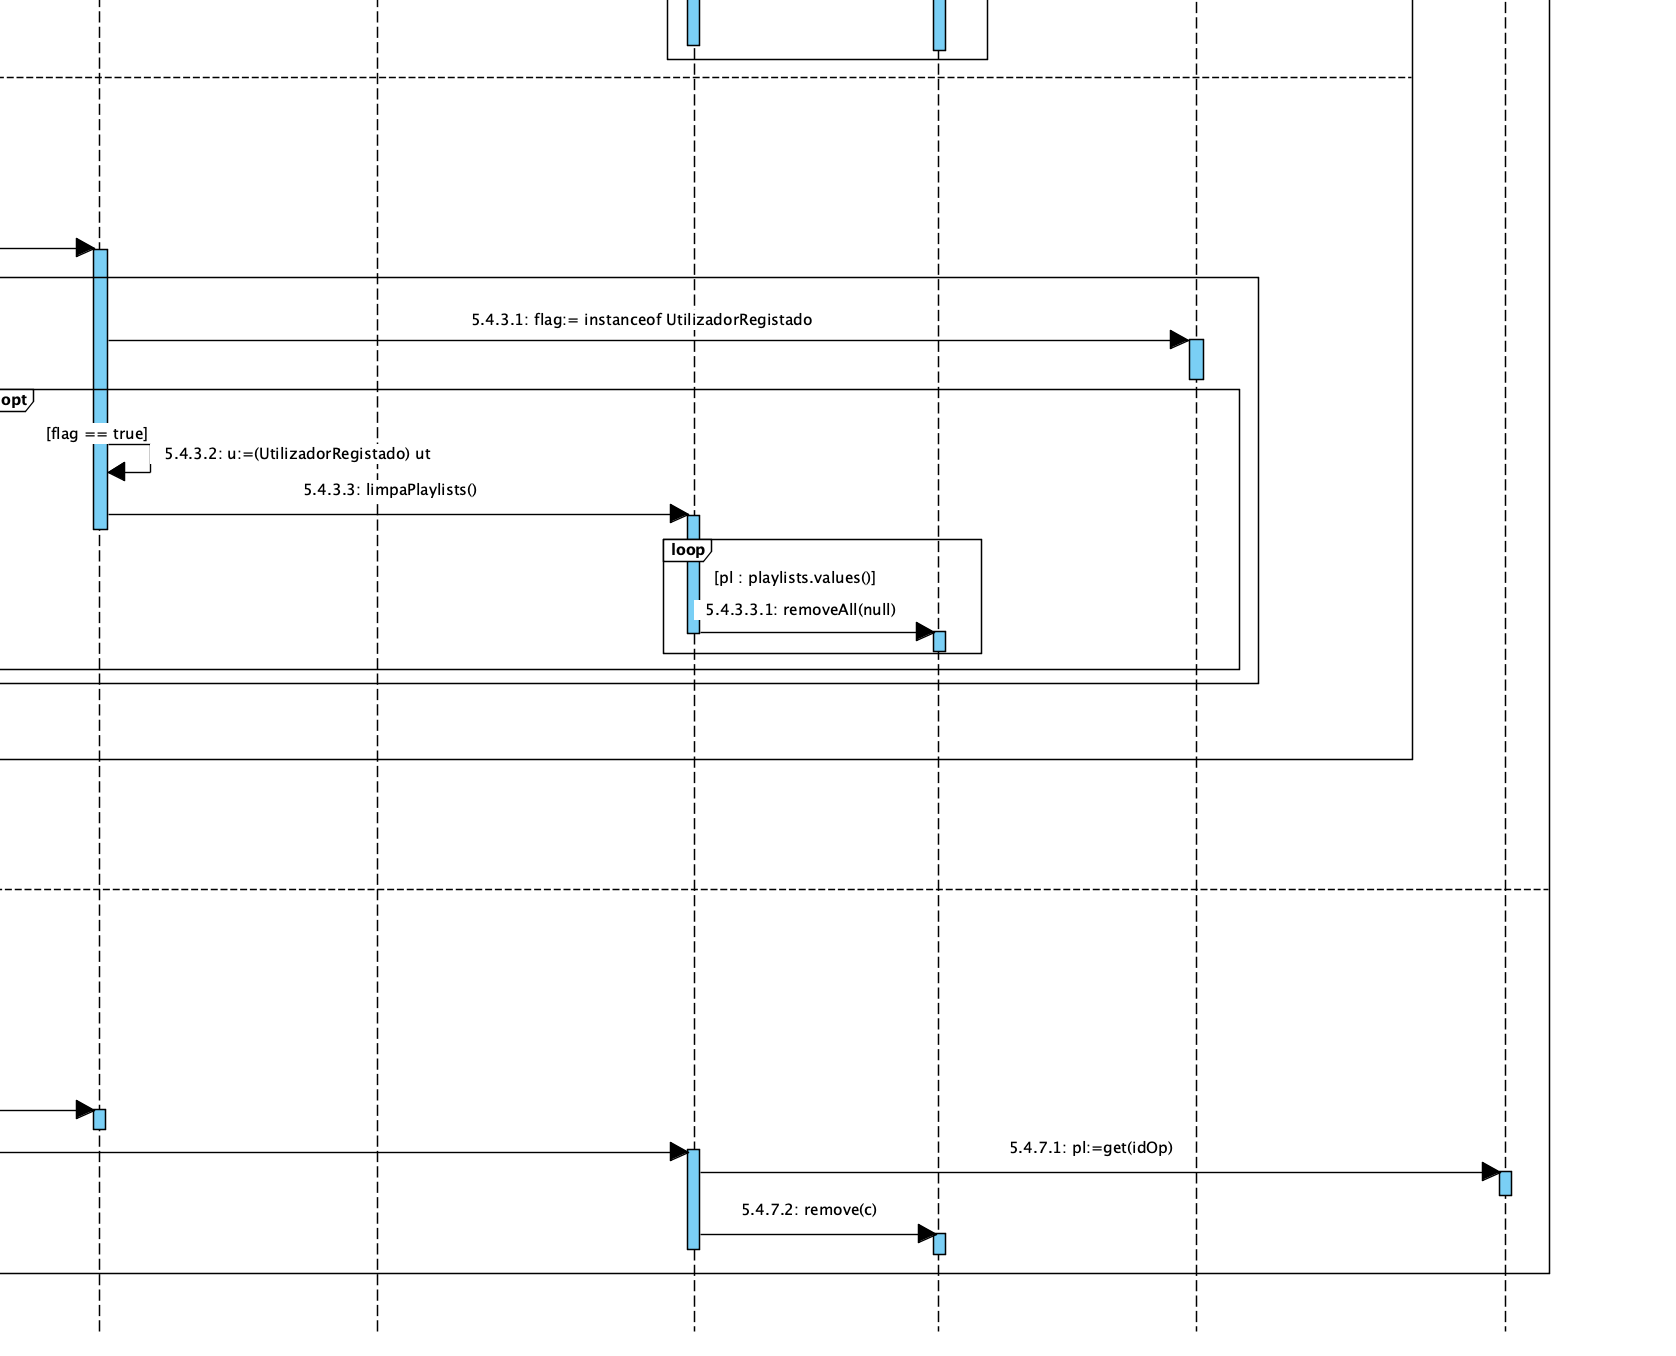 5.4.3.1: flag:= instanceof UtilizadorRegistado
opt
[flag == true]
5.4.3.2: u:=(UtilizadorRegistado) ut
5.4.3.3: limpaPlaylists()
loop
[pl : playlists.values()]
5.4.3.3.1: removeAll(null)
5.4.7.1: pl:=get(idOp)
5.4.7.2: remove(c)